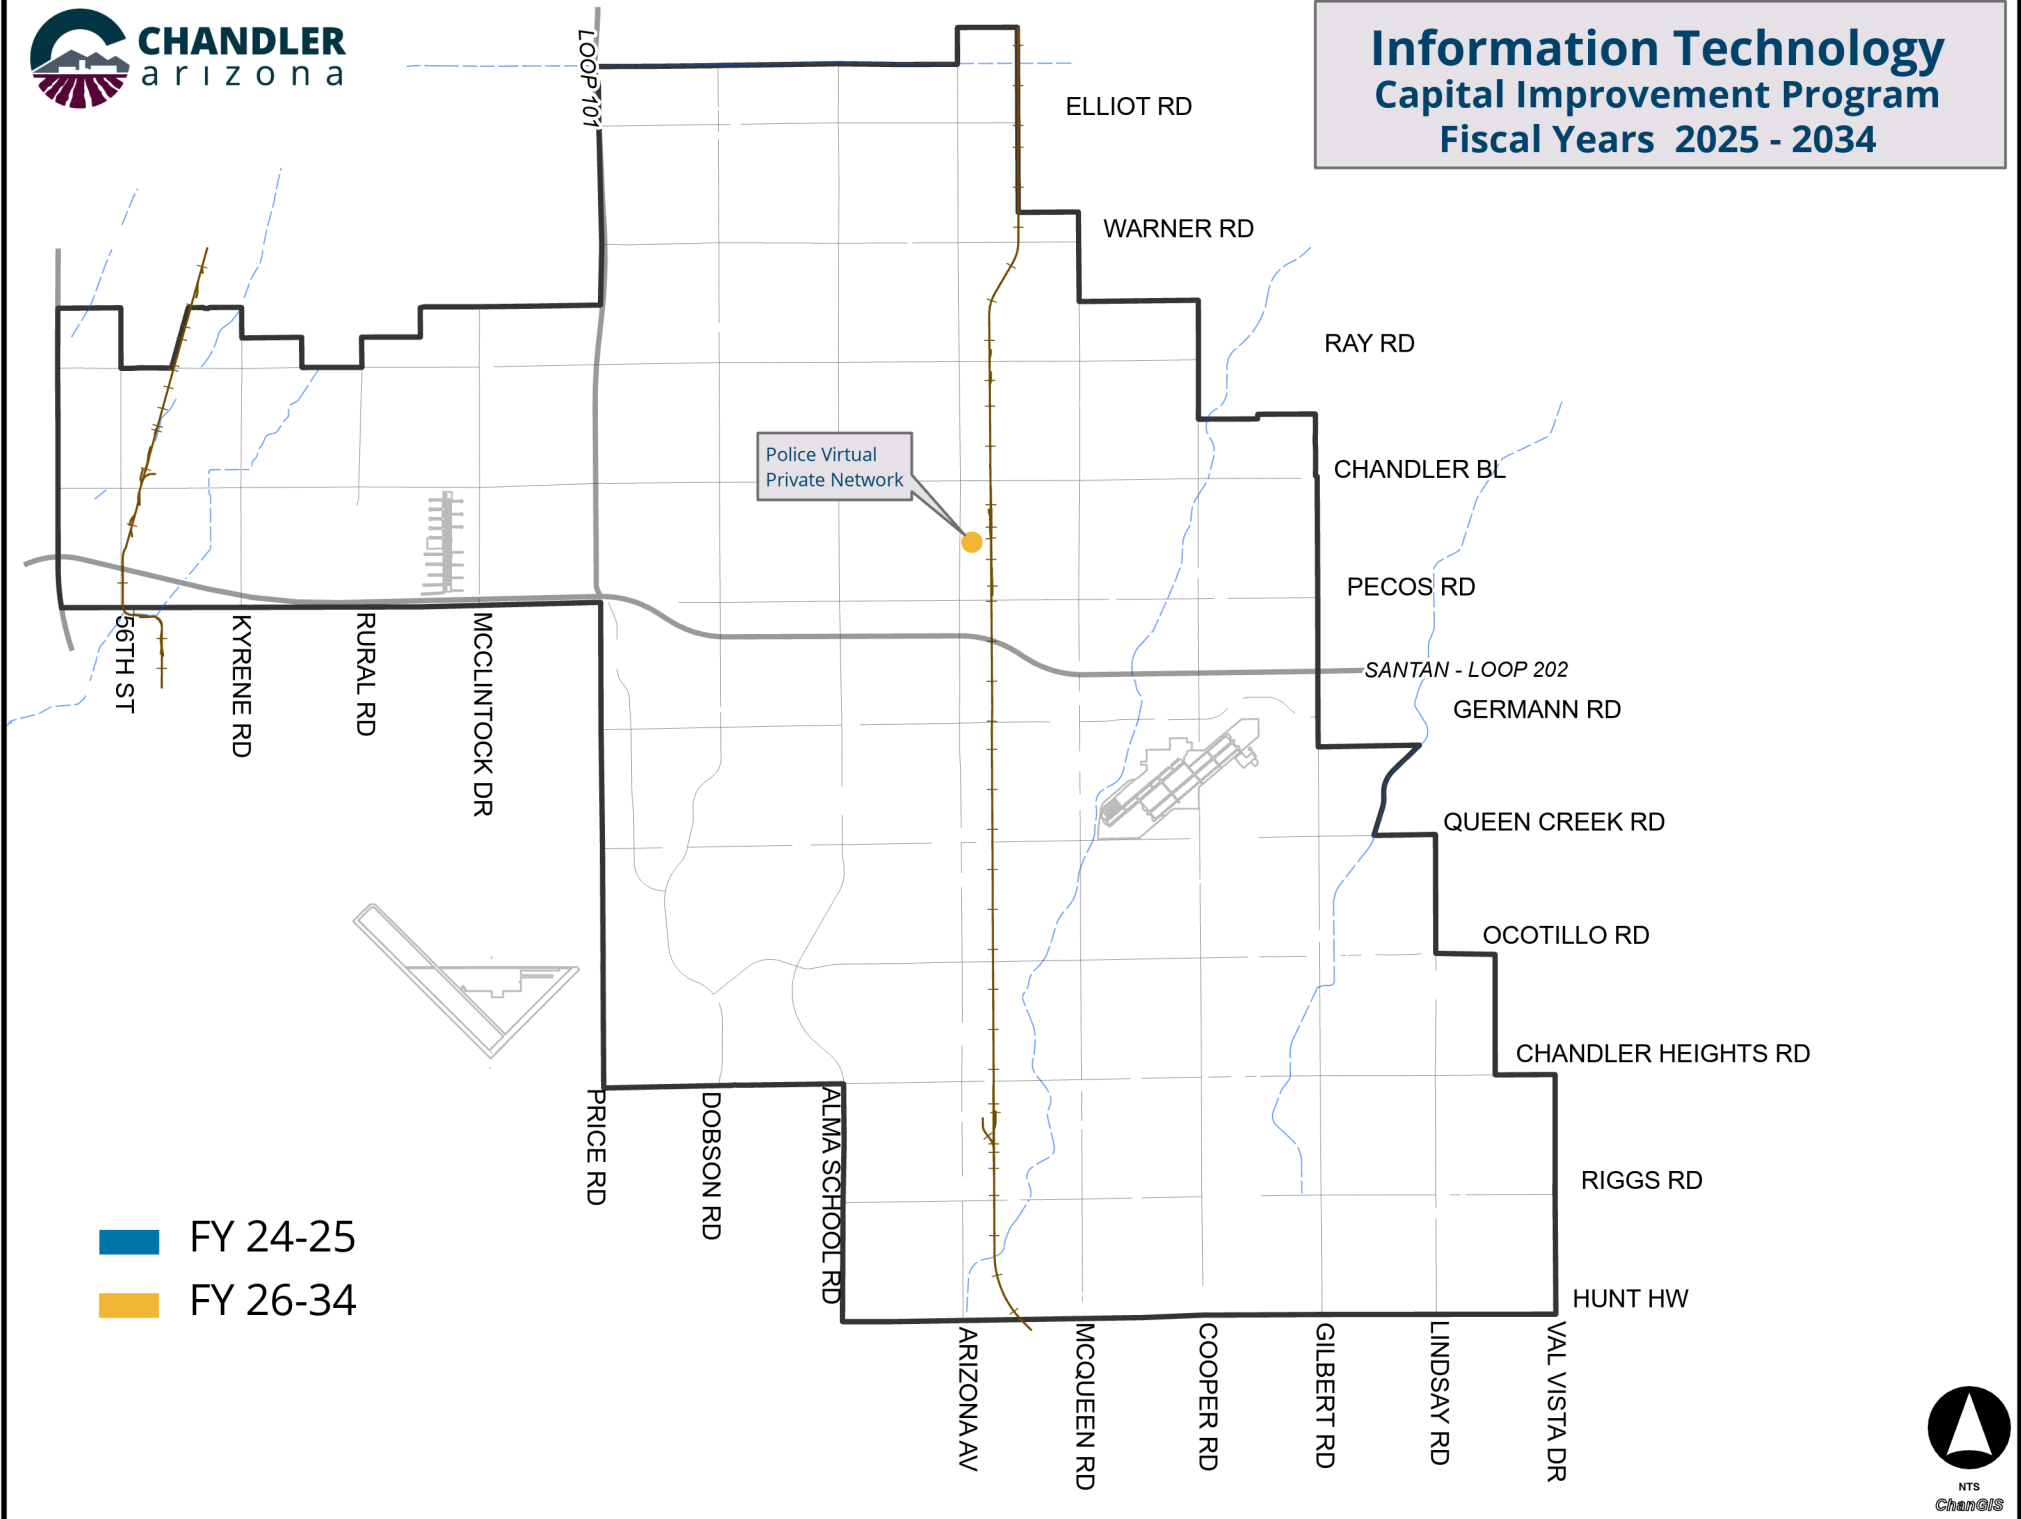 CHANDLER
arizona
Information Technology
Capital Improvement Program
Fiscal Years 2025 - 2034
LOOP 101
ELLIOT RD
WARNER RD
RAY RD
CHANDLER BL
Police Virtual
Private Network
PECOS RD
SANTAN - LOOP 202
GERMANN RD
QUEEN CREEK RD
OCOTILLO RD
CHANDLER HEIGHTS RD
RIGGS RD
HUNT HW
56TH ST
KYRENE RD
RURAL RD
MCCLINTOCK DR
PRICE RD
DOBSON RD
ALMA SCHOOL RD
ARIZONA AV
MCQUEEN RD
COOPER RD
GILBERT RD
LINDSAY RD
VAL VISTA DR
FY 24-25
FY 26-34
NTS
ChanGIS